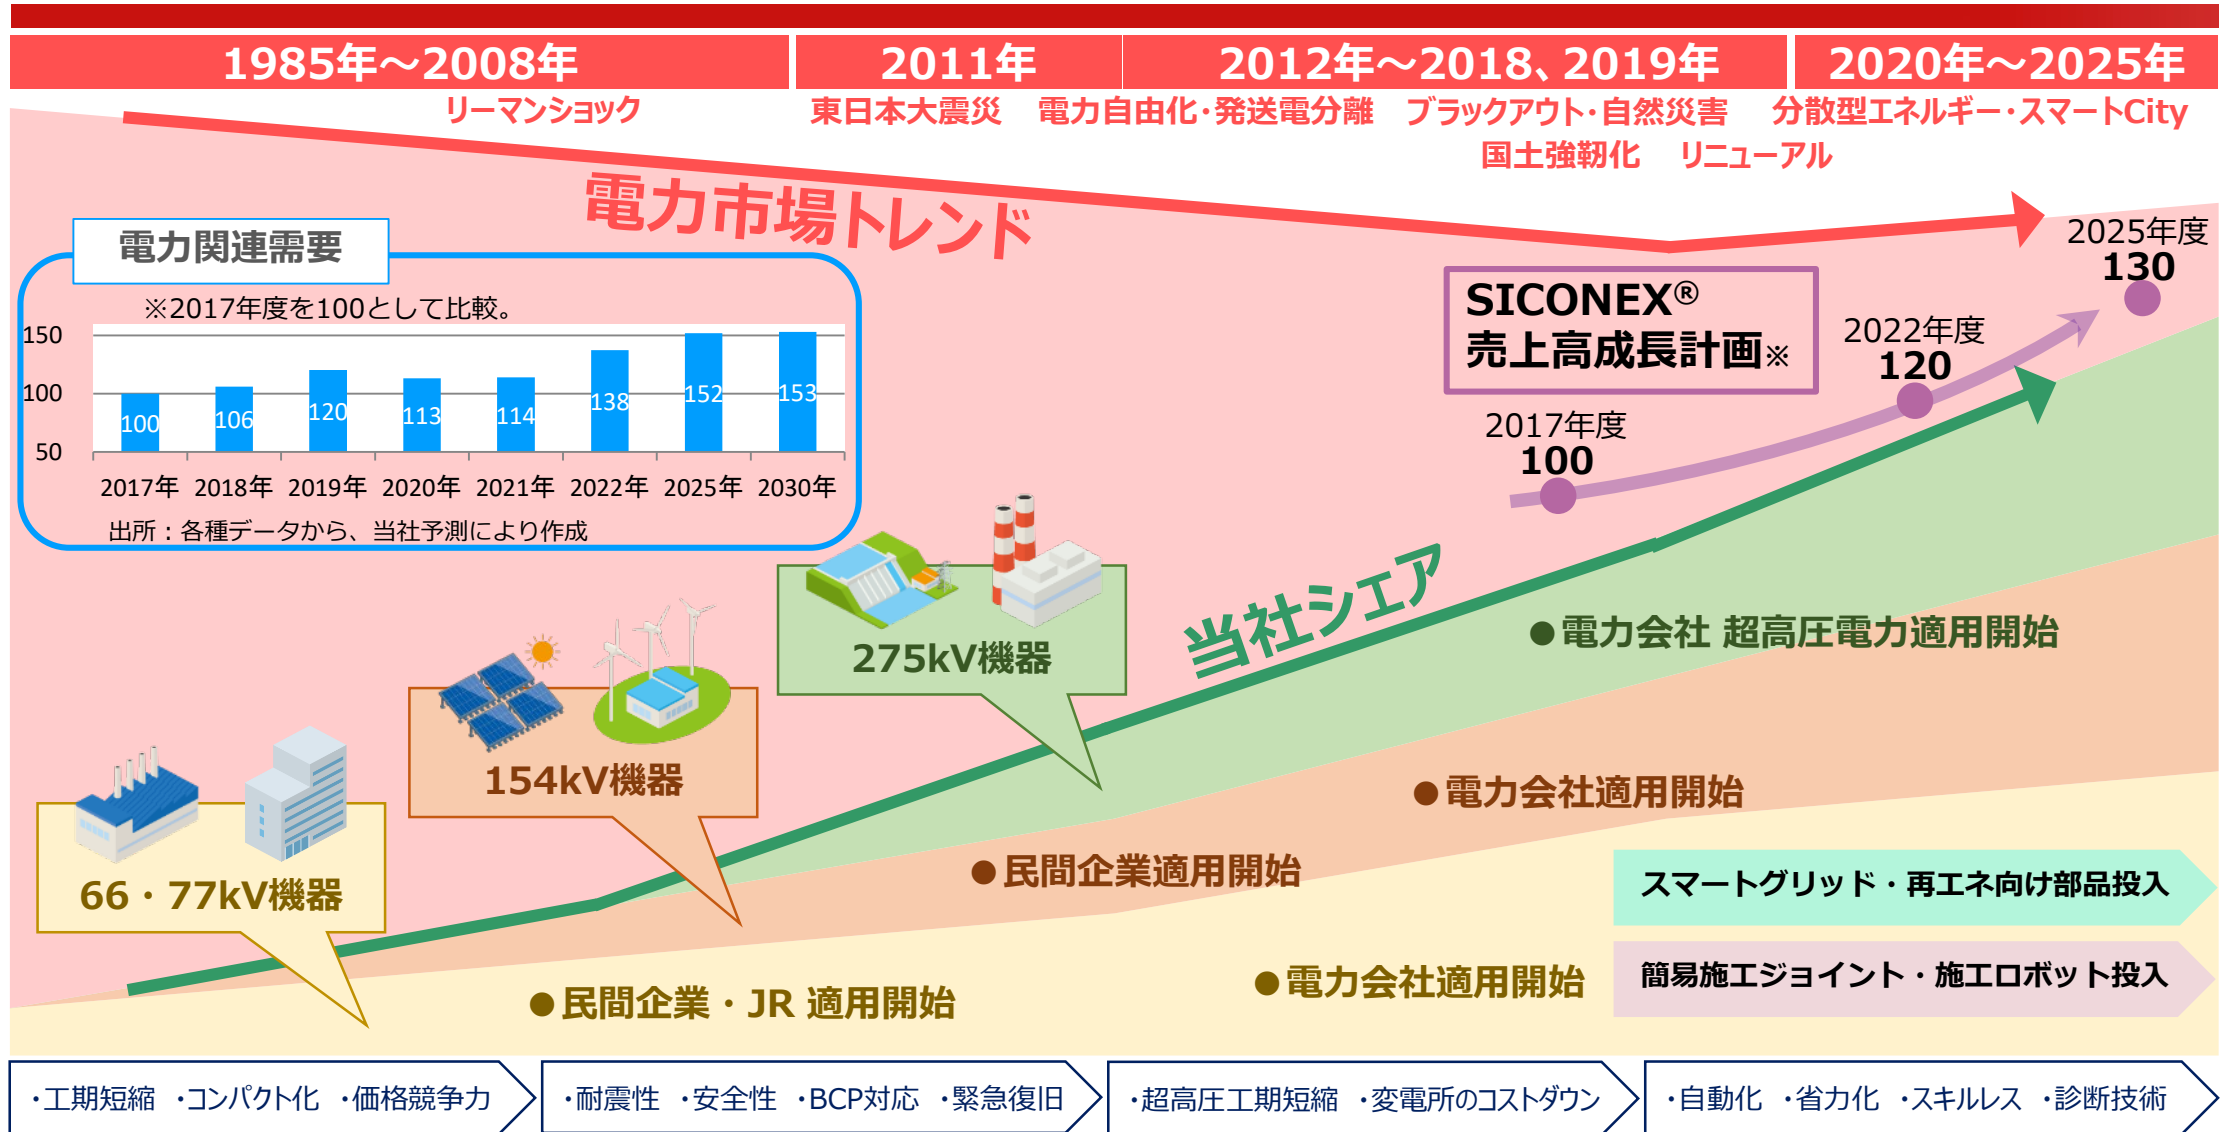 1985年～2008年
2011年
2012年～2018、2019年
2020年～2025年
リーマンショック
東日本大震災
電力自由化・発送電分離
ブラックアウト・自然災害
分散型エネルギー・スマートCity
国土強靭化
リニューアル
電力市場トレンド
電力関連需要
※2017年度を100として比較。
150
100
50
100
106
120
113
114
138
152
153
2017年
2018年
2019年
2020年
2021年
2022年
2025年
2030年
出所：各種データから、当社予測により作成
SICONEX®
売上高成長計画※
2017年度
100
2022年度
120
2025年度
130
当社シェア
275kV機器
154kV機器
66・77kV機器
●電力会社 超高圧電力適用開始
●電力会社適用開始
●民間企業適用開始
●電力会社適用開始
●民間企業・JR 適用開始
スマートグリッド・再エネ向け部品投入
簡易施工ジョイント・施工ロボット投入
・工期短縮 ・コンパクト化 ・価格競争力
・耐震性 ・安全性 ・BCP対応 ・緊急復旧
・超高圧工期短縮 ・変電所のコストダウン
・自動化 ・省力化 ・スキルレス ・診断技術